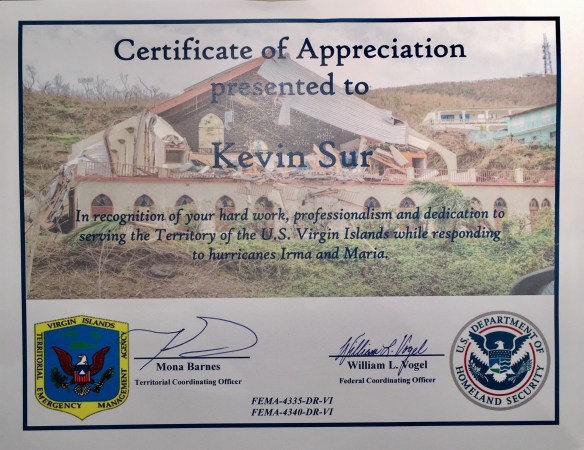 Certificate of Appreciation
presented to
Kevin Sur
In recognition of your hard work, professionalism and dedication to
serving the Territory of the U.S. Virgin Islands while responding
to hurricanes Irma and Maria.
VIRGIN ISLANDS
TERRITORIAL EMERGENCY MANAGEMENT AGENCY
Mona Barnes
Territorial Coordinating Officer
William L. Vogel
William L. Vogel
Federal Coordinating Officer
FEMA-4335-DR-VI
FEMA-4340-DR-VI
U.S. DEPARTMENT OF
HOMELAND SECURITY